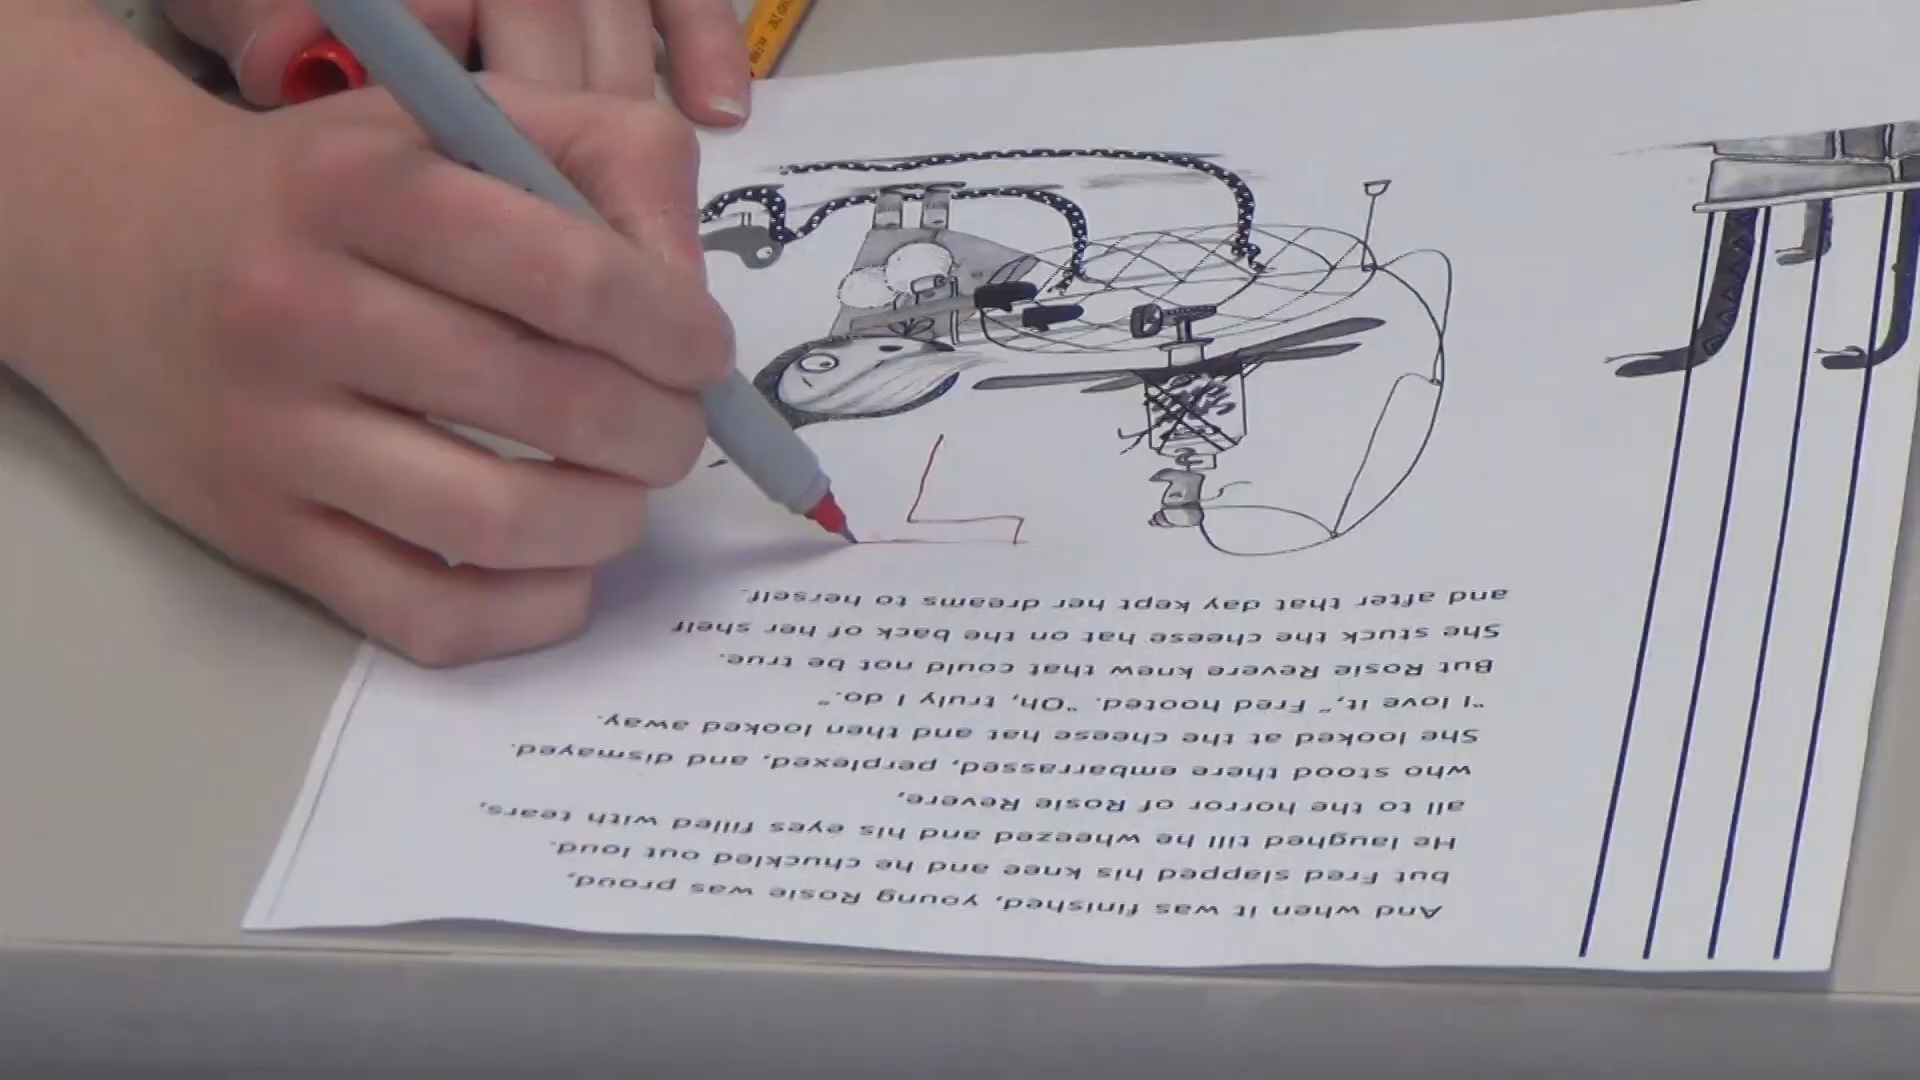 And when it was finished, young Rosie was proud,
but Fred slapped his knee and he chuckled out loud.
He laughed till he wheezed and his eyes filled with tears,
all to the horror of Rosie Revere,
who stood there embarrassed, perplexed, and dismayed.
She looked at the cheese hat and then looked away.
"I love it," Fred hooted. "Oh, truly I do."
But Rosie Revere knew that could not be true.
She stuck the cheese hat on the back of her shelf
and after that day kept her dreams to herself.